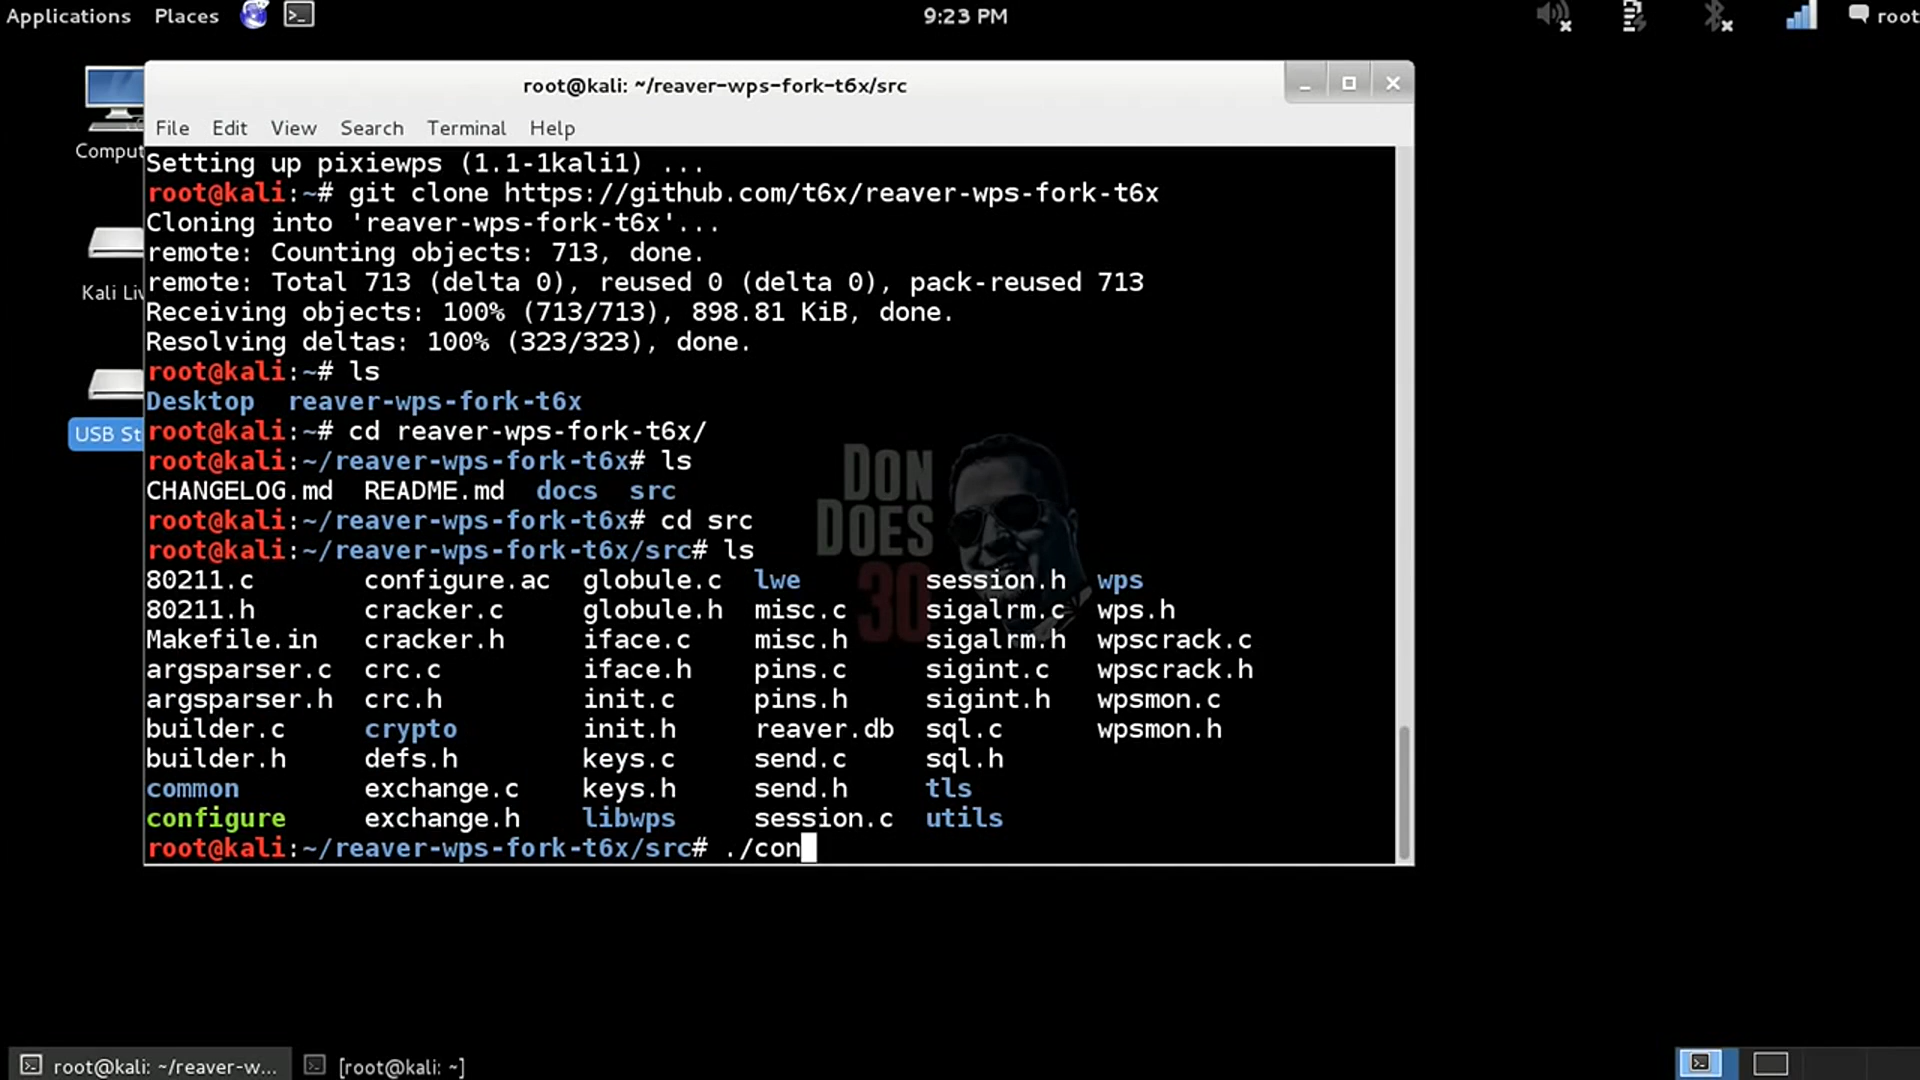 Applications Places 9:23 PM root
root@kali: ~/reaver-wps-fork-t6x/src
File Edit View Search Terminal Help
Comput
Kali Liv
USB St
Setting up pixiewps (1.1-1kali1) ...
root@kali:~# git clone https://github.com/t6x/reaver-wps-fork-t6x
Cloning into 'reaver-wps-fork-t6x'...
remote: Counting objects: 713, done.
remote: Total 713 (delta 0), reused 0 (delta 0), pack-reused 713
Receiving objects: 100% (713/713), 898.81 KiB, done.
Resolving deltas: 100% (323/323), done.
root@kali:~# ls
Desktop reaver-wps-fork-t6x
root@kali:~# cd reaver-wps-fork-t6x/
root@kali:~/reaver-wps-fork-t6x# ls
CHANGELOG.md README.md docs src
root@kali:~/reaver-wps-fork-t6x# cd src
root@kali:~/reaver-wps-fork-t6x/src# ls
80211.c configure.ac globule.c lwe session.h wps
80211.h cracker.c globule.h misc.c sigalrm.c wps.h
Makefile.in cracker.h iface.c misc.h sigalrm.h wpscrack.c
argsparser.c crc.c iface.h pins.c sigint.c wpscrack.h
argsparser.h crc.h init.c pins.h sigint.h wpsmon.c
builder.c crypto init.h reaver.db sql.c wpsmon.h
builder.h defs.h keys.c send.c sql.h
common exchange.c keys.h send.h tls
configure exchange.h libwps session.c utils
root@kali:~/reaver-wps-fork-t6x/src# ./con
DON
DOES
30
root@kali: ~/reaver-w... [root@kali: ~]